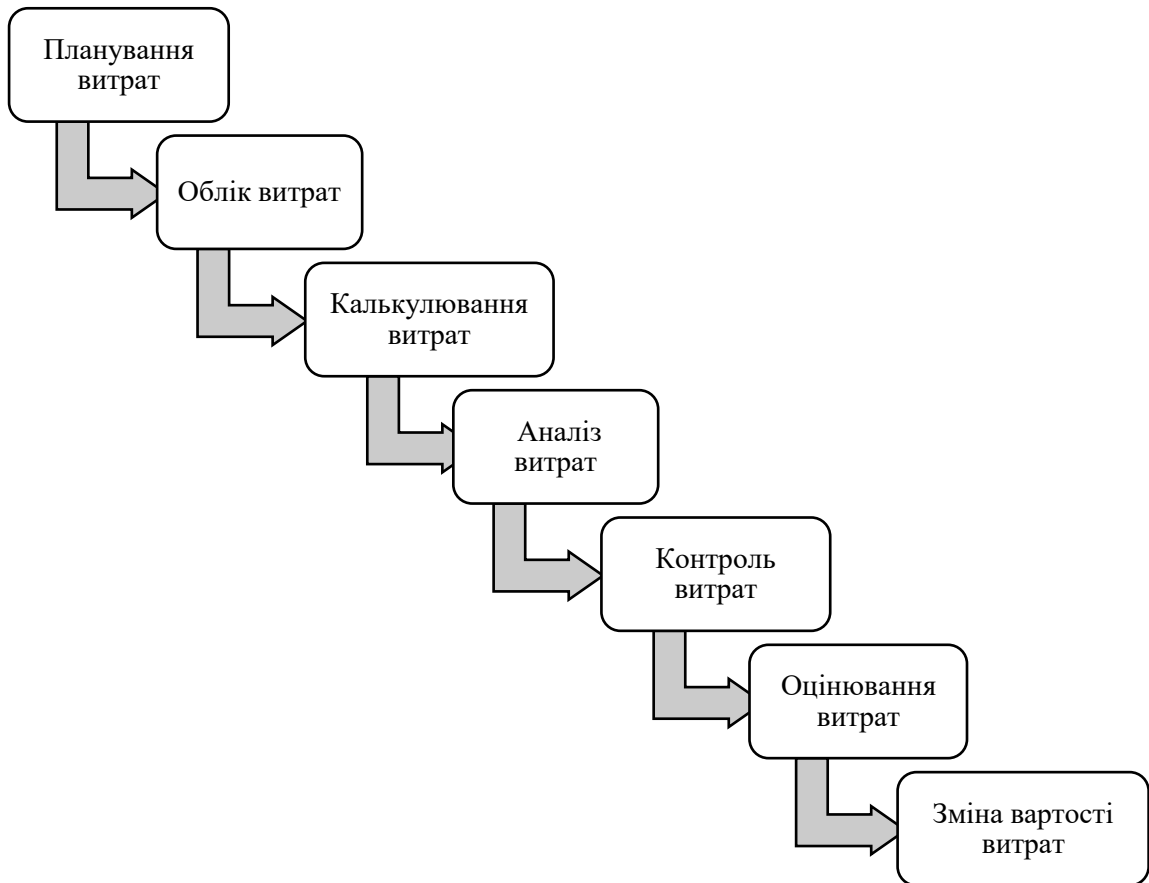 Планування
витрат
Облік витрат
Калькулювання
витрат
Аналіз
витрат
Контроль
витрат
Оцінювання
витрат
Зміна вартості
витрат